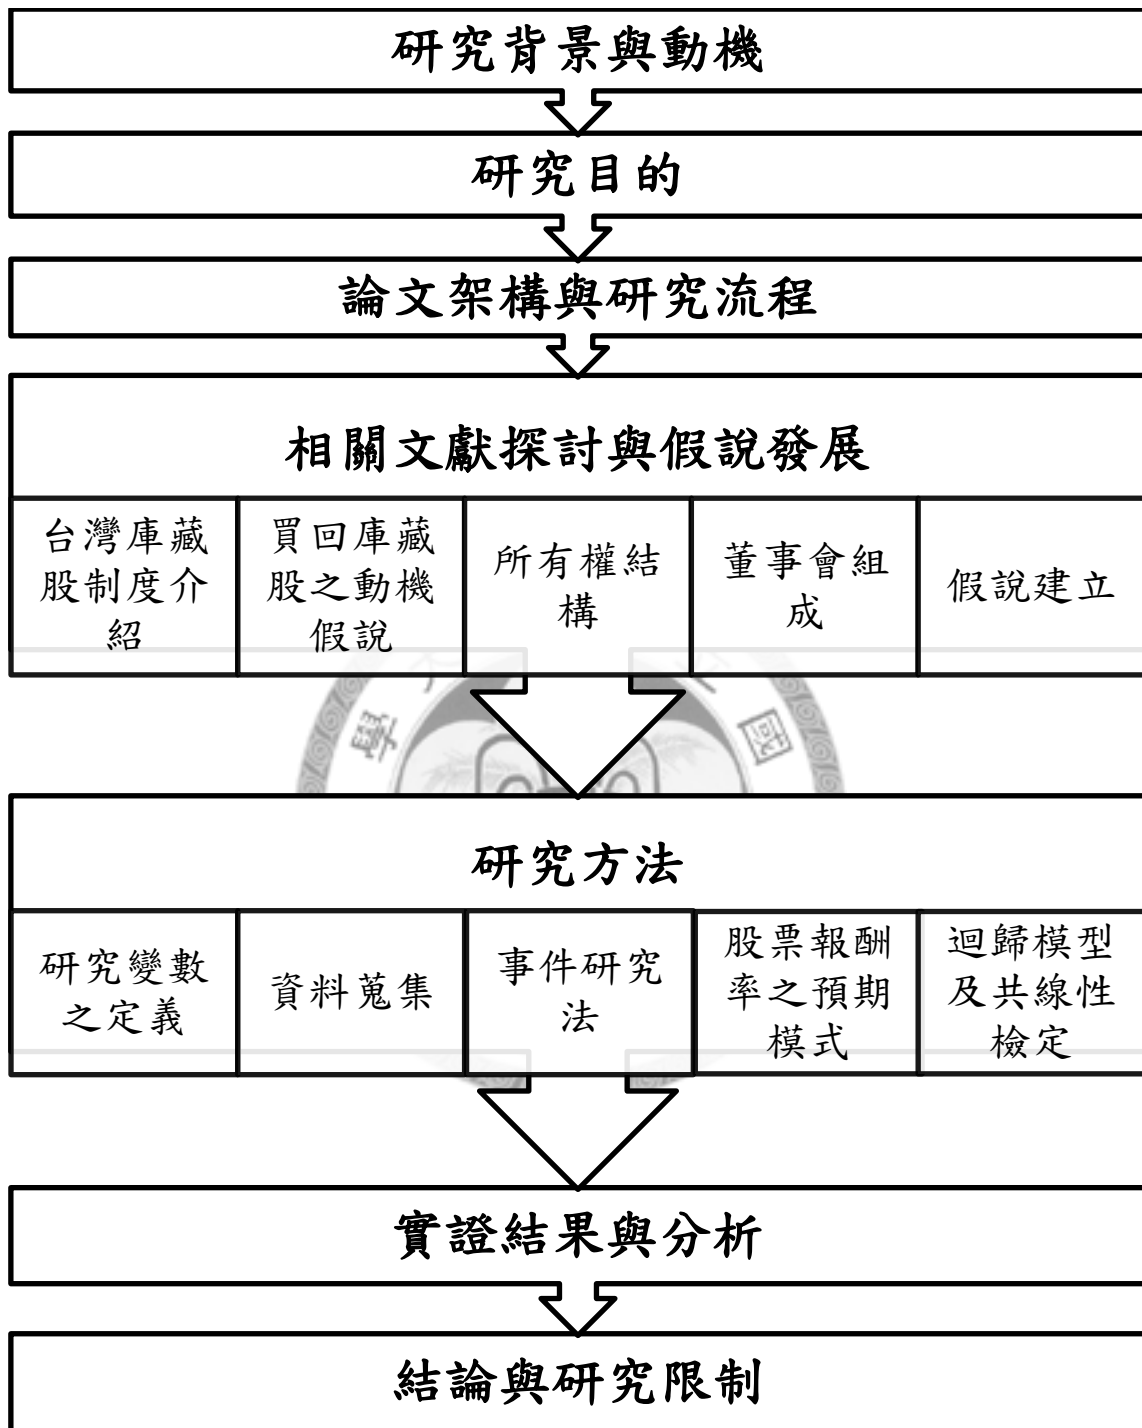 研究背景與動機
研究目的
論文架構與研究流程
相關文獻探討與假說發展
台灣庫藏
股制度介
紹
買回庫藏
股之動機
假說
所有權結
構
董事會組
成
假說建立
學
國
研究方法
研究變數
之定義
資料蒐集
事件研究
法
股票報酬
率之預期
模式
迴歸模型
及共線性
檢定
實證結果與分析
結論與研究限制